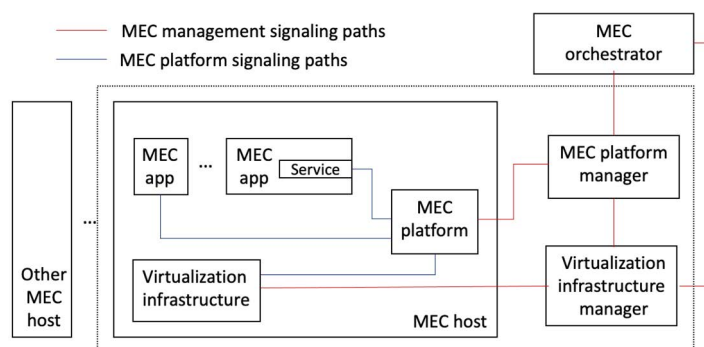 MEC management signaling paths
MEC platform signaling paths
MEC
orchestrator
MEC
app
...
MEC
app
Service
MEC platform
manager
MEC
platform
...
Other
MEC
host
Virtualization
infrastructure
Virtualization
infrastructure
manager
MEC host